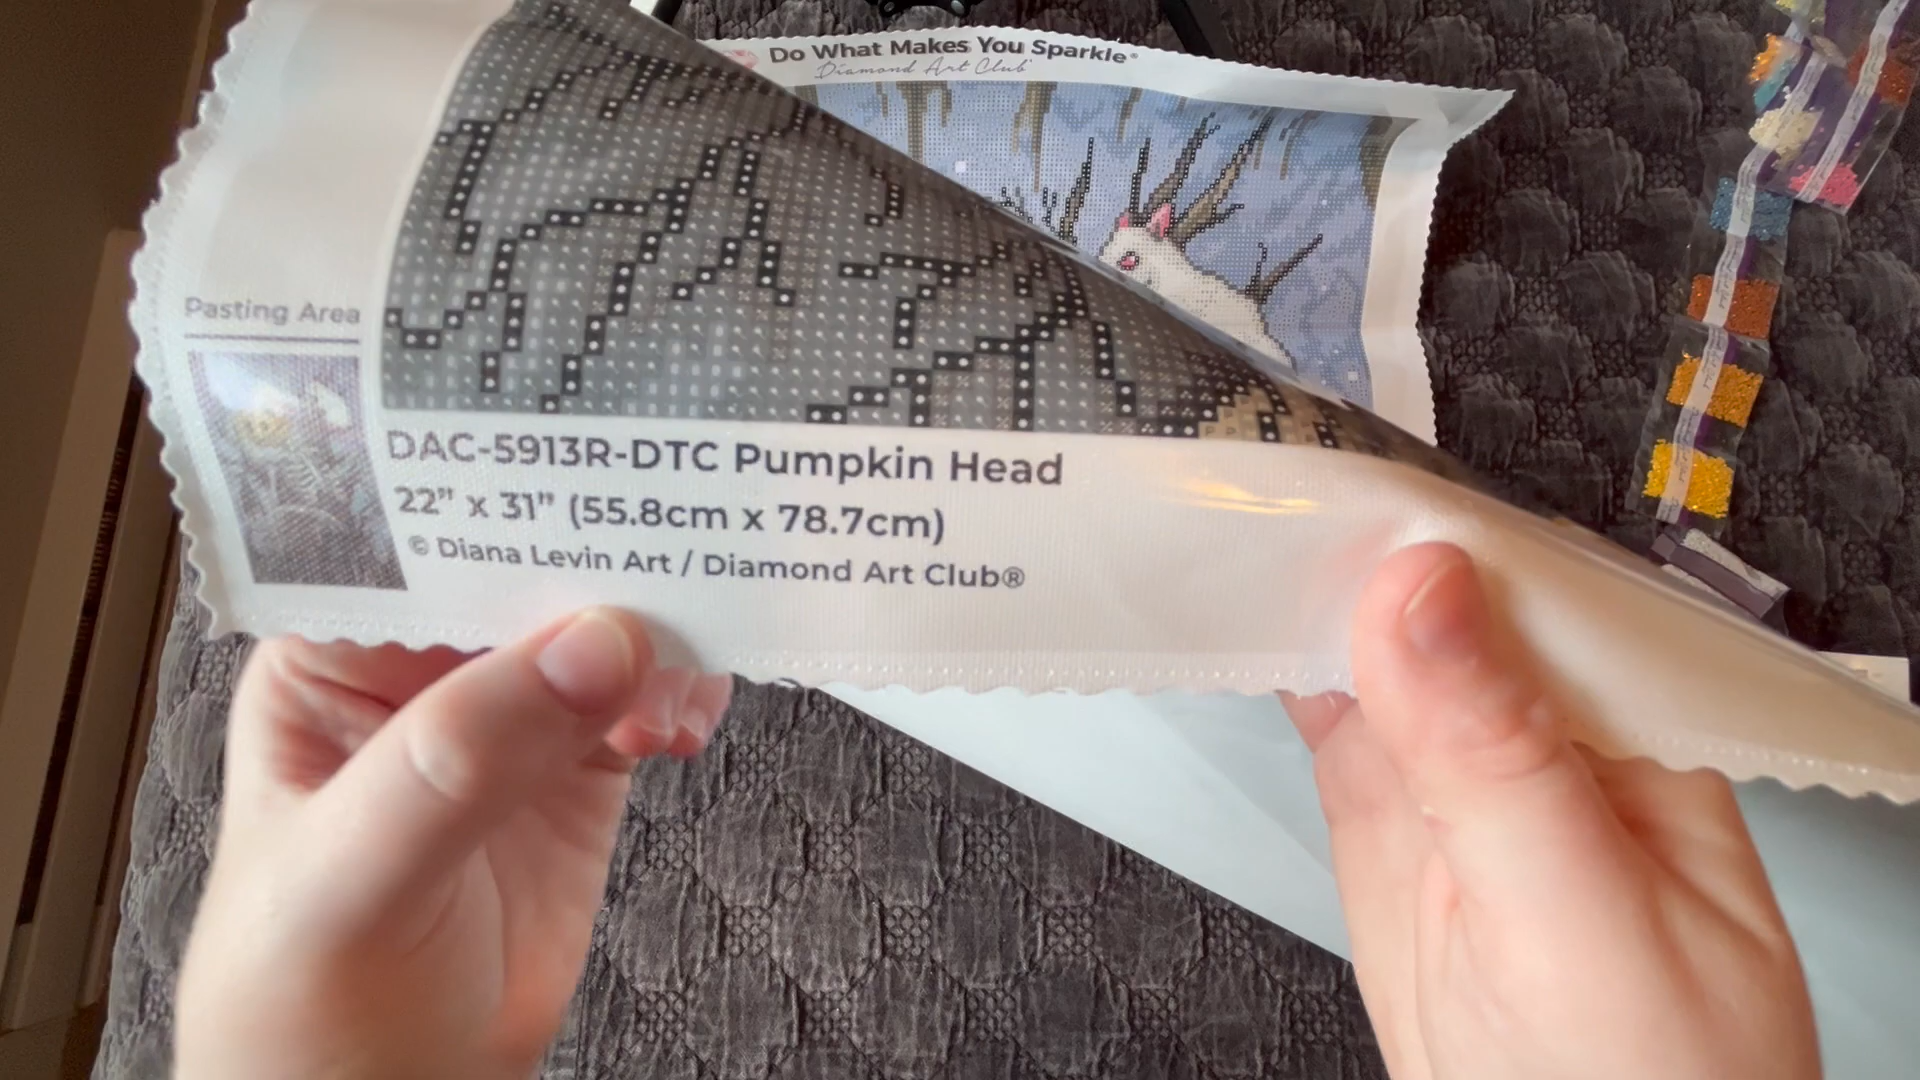 Do What Makes You Sparkle®
Diamond Art Club®
Pasting Area
DAC-5913R-DTC Pumpkin Head
22” x 31” (55.8cm x 78.7cm)
© Diana Levin Art / Diamond Art Club®